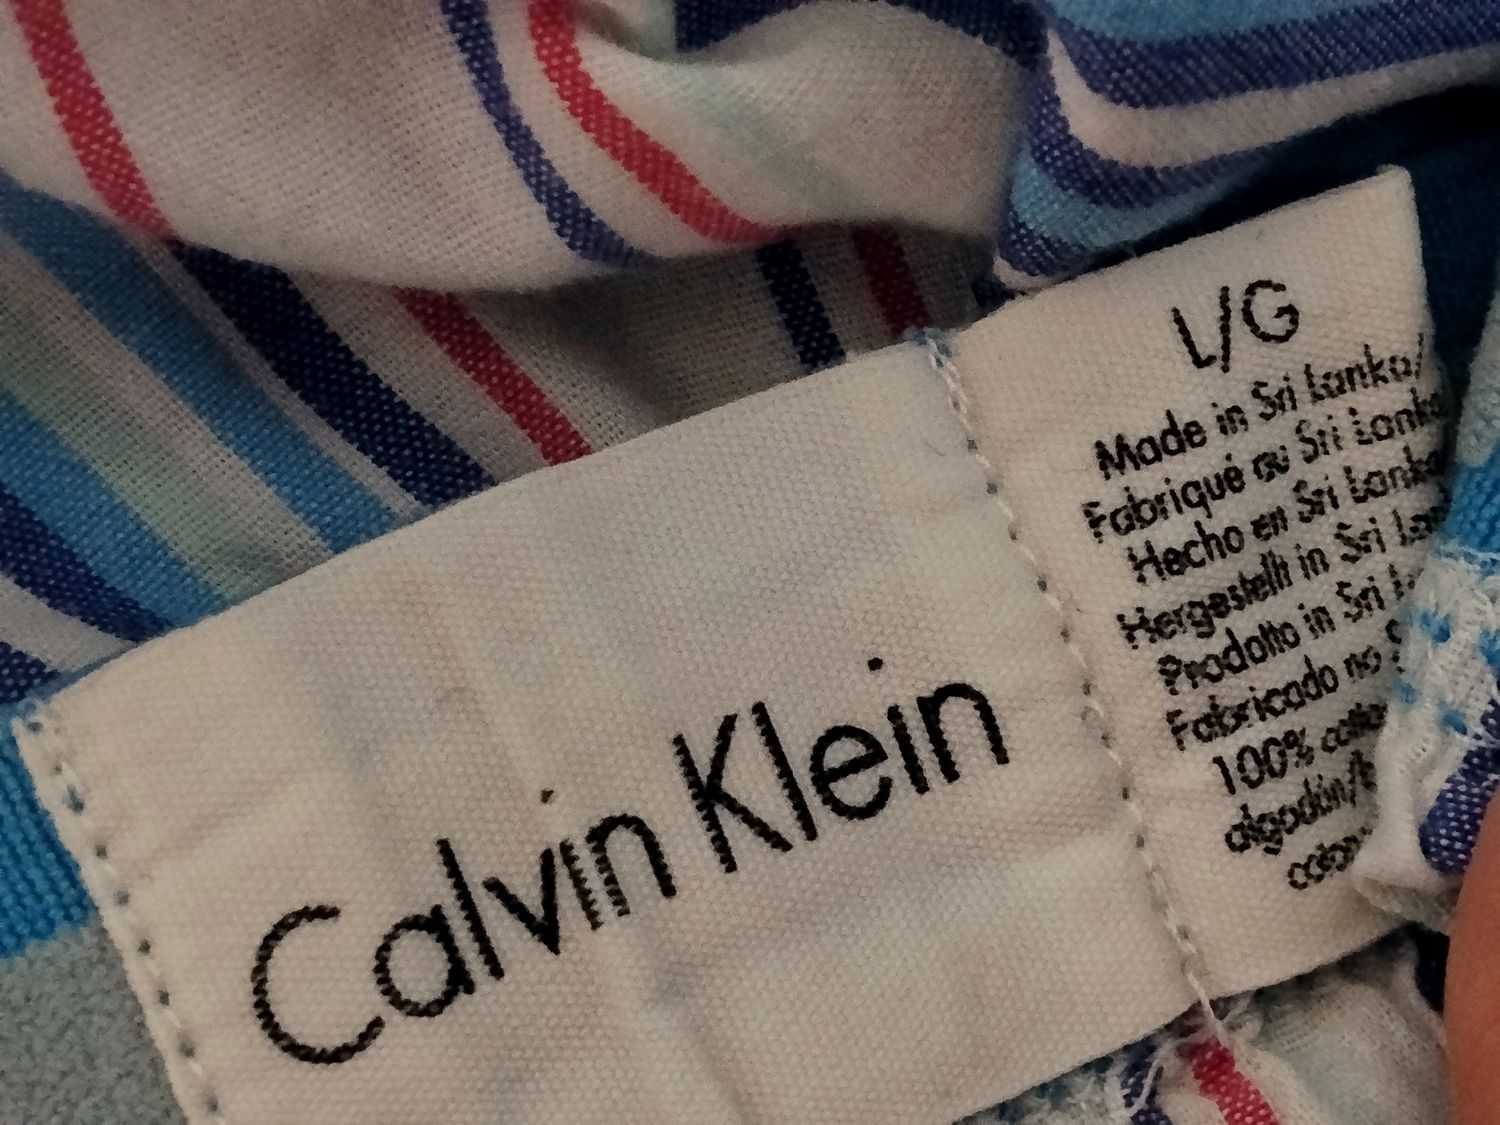 Calvin Klein
L/G
Made in Sri Lanka/
Fabriqué au Sri Lanka
Hecho en Sri Lanka
Hergestellt in Sri
Prodotto in Sri
Fabricado no
100%
algodón/